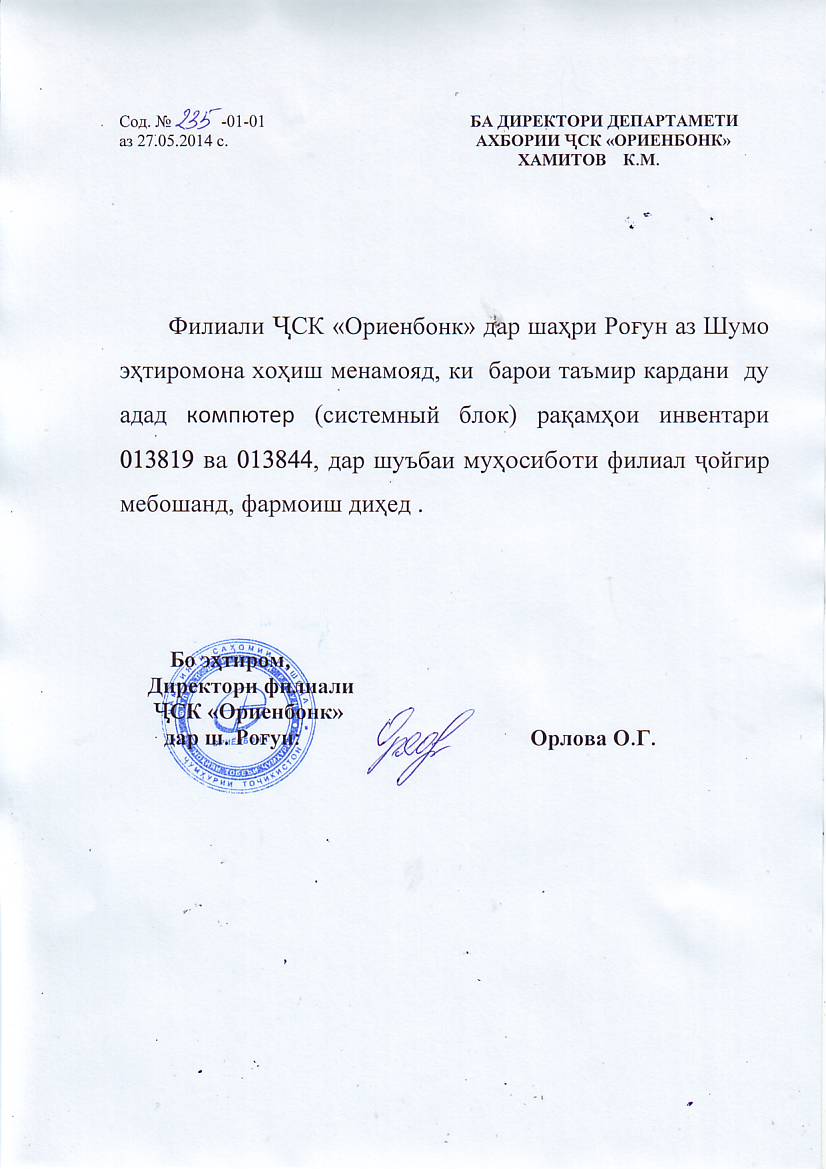 Сод. № 235 -01-01
аз 27.05.2014 с.
БА ДИРЕКТОРИ ДЕПАРТАМЕТИ
АХБОРИИ ҶСК «ОРИЕНБОНК»
ХАМИТОВ К.М.
Филиали ҶСК «Ориенбонк» дар шаҳри Роғун аз Шумо
эҳтиромона хоҳиш менамояд, ки барои таъмир кардани ду
адад компютер (системный блок) рақамҳои инвентари
013819 ва 013844, дар шуъбаи муҳосиботи филиал ҷойгир
мебошанд, фармоиш диҳед .
Бо эҳтиром,
Директори филиали
ҶСК «Ориенбонк»
дар ш. Роғун:
Орлова О.Г.
ҶУМҲУРИИ ТОҶИКИСТОН